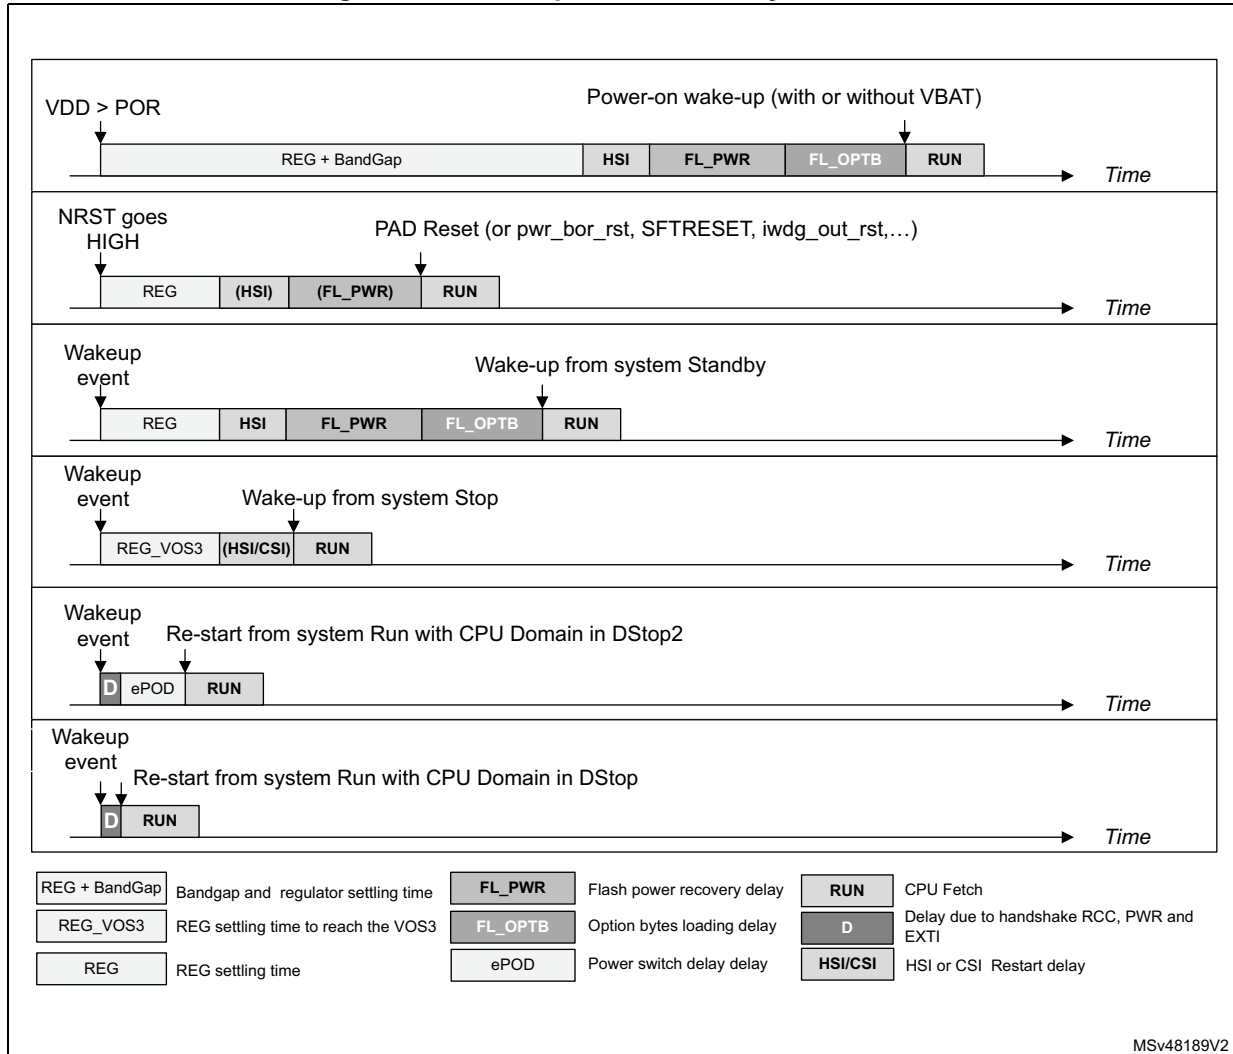 VDD > POR
Power-on wake-up (with or without VBAT)
REG + BandGap HSI FL_PWR FL_OPTB RUN
Time
NRST goes
HIGH
PAD Reset (or pwr_bor_rst, SFTRESET, iwdg_out_rst,...)
REG (HSI) (FL_PWR) RUN
Time
Wakeup
event
Wake-up from system Standby
REG HSI FL_PWR FL_OPTB RUN
Time
Wakeup
event
Wake-up from system Stop
REG_VOS3 (HSI/CSI) RUN
Time
Wakeup
event
Re-start from system Run with CPU Domain in DStop2
D ePOD RUN
Time
Wakeup
event
Re-start from system Run with CPU Domain in DStop
D RUN
Time
REG + BandGap Bandgap and regulator settling time
REG_VOS3 REG settling time to reach the VOS3
REG REG settling time
FL_PWR Flash power recovery delay
FL_OPTB Option bytes loading delay
ePOD Power switch delay delay
RUN CPU Fetch
D Delay due to handshake RCC, PWR and
EXTI
HSI/CSI HSI or CSI Restart delay
MSv48189V2